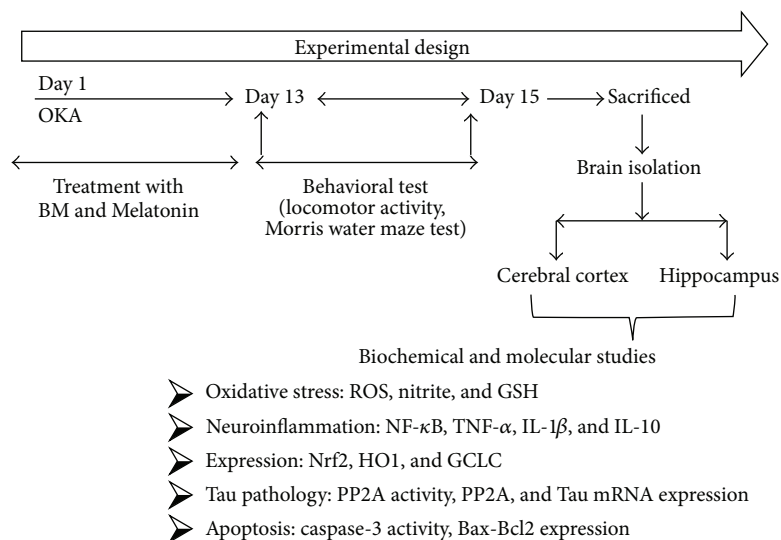 Experimental design
Day 1
OKA
Day 13
Day 15
Sacrificed
Treatment with
BM and Melatonin
Behavioral test
(locomotor activity,
Morris water maze test)
Brain isolation
Cerebral cortex
Hippocampus
Biochemical and molecular studies
Oxidative stress: ROS, nitrite, and GSH
Neuroinflammation: NF-κB, TNF-α, IL-1β, and IL-10
Expression: Nrf2, HO1, and GCLC
Tau pathology: PP2A activity, PP2A, and Tau mRNA expression
Apoptosis: caspase-3 activity, Bax-Bcl2 expression